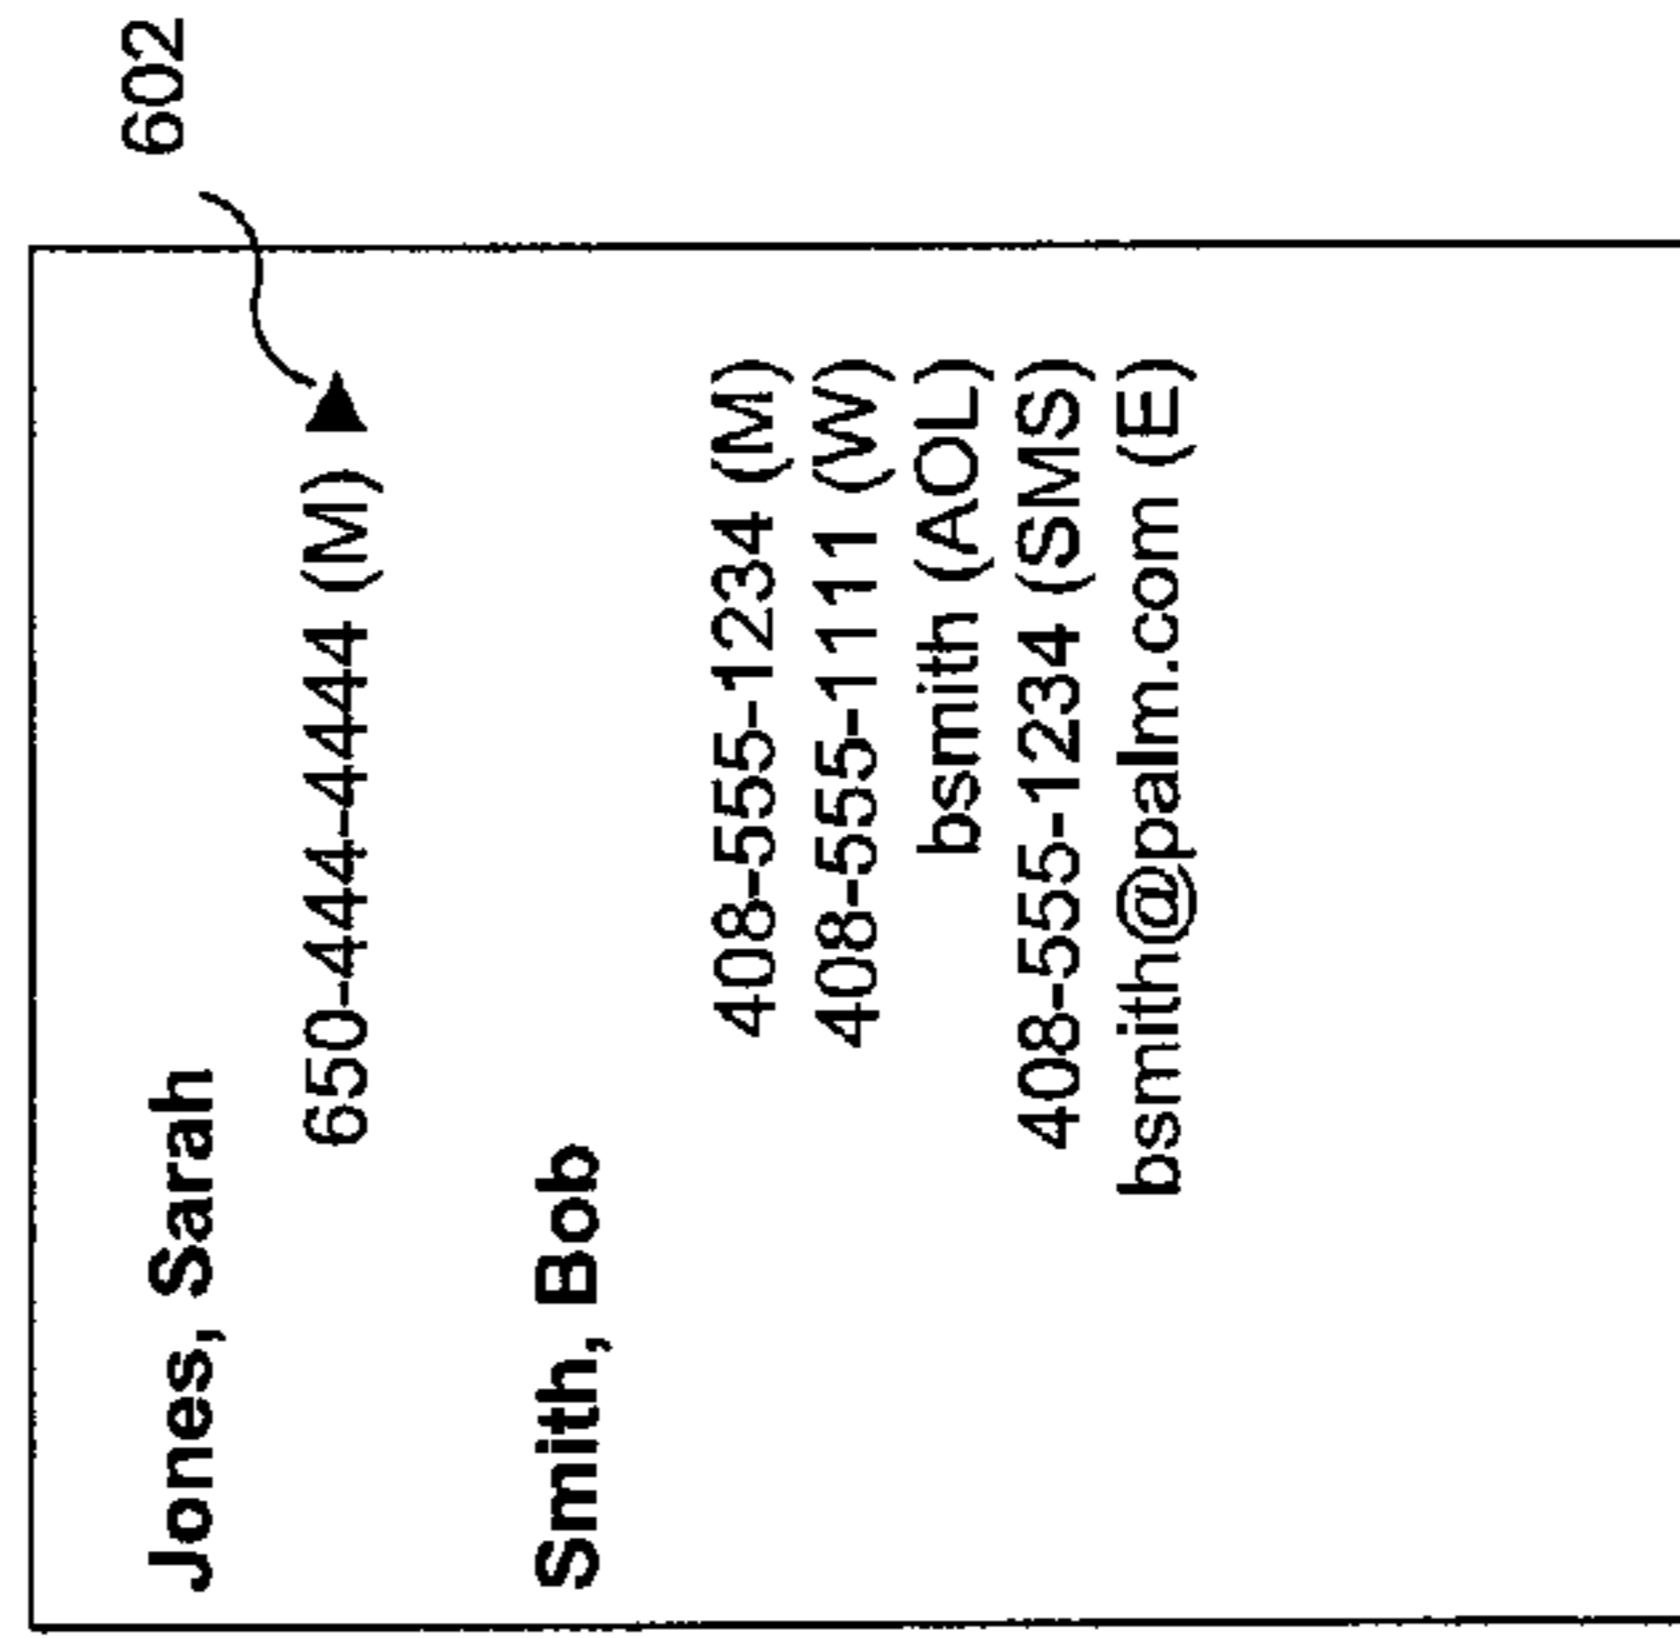 602
Jones, Sarah
650-444-4444 (M)
Smith, Bob
408-555-1234 (M)
408-555-1111 (W)
bsmith (AOL)
408-555-1234 (SMS)
bsmith@palm.com (E)